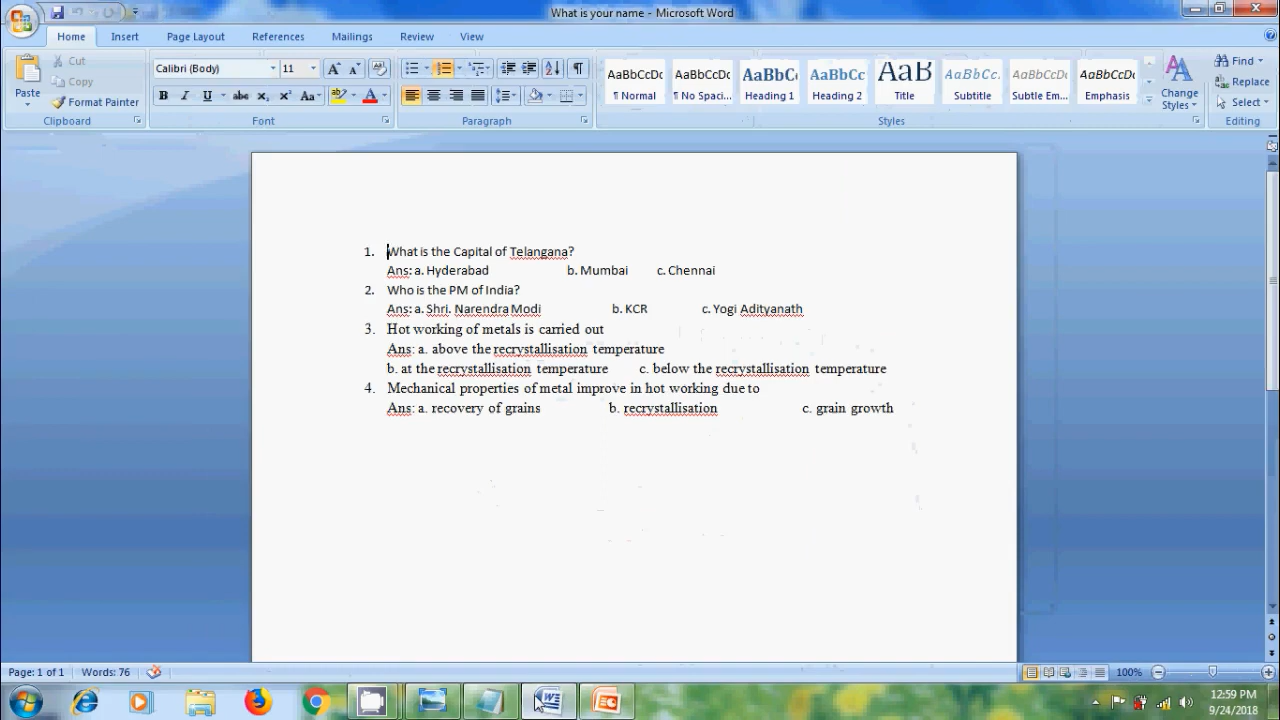 What is your name - Microsoft Word
Home Insert Page Layout References Mailings Review View
Paste
Cut
Copy
Format Painter
Clipboard
Calibri (Body) 11
B I U abc x₂ x² Aa
Font
Paragraph
AaBbCcDc AaBbCcDc AaBbC AaBbCc AaB AaBbCc. AaBbCcDc AaBbCcDc
¶ Normal ¶ No Spaci... Heading 1 Heading 2 Title Subtitle Subtle Em... Emphasis
Change Styles
Styles
Find
Replace
Select
Editing
1. What is the Capital of Telangana?
Ans: a. Hyderabad b. Mumbai c. Chennai
2. Who is the PM of India?
Ans: a. Shri. Narendra Modi b. KCR c. Yogi Adityanath
3. Hot working of metals is carried out
Ans: a. above the recrystallisation temperature
b. at the recrystallisation temperature c. below the recrystallisation temperature
4. Mechanical properties of metal improve in hot working due to
Ans: a. recovery of grains b. recrystallisation c. grain growth
Page: 1 of 1 Words: 76 100%
12:59 PM
9/24/2018